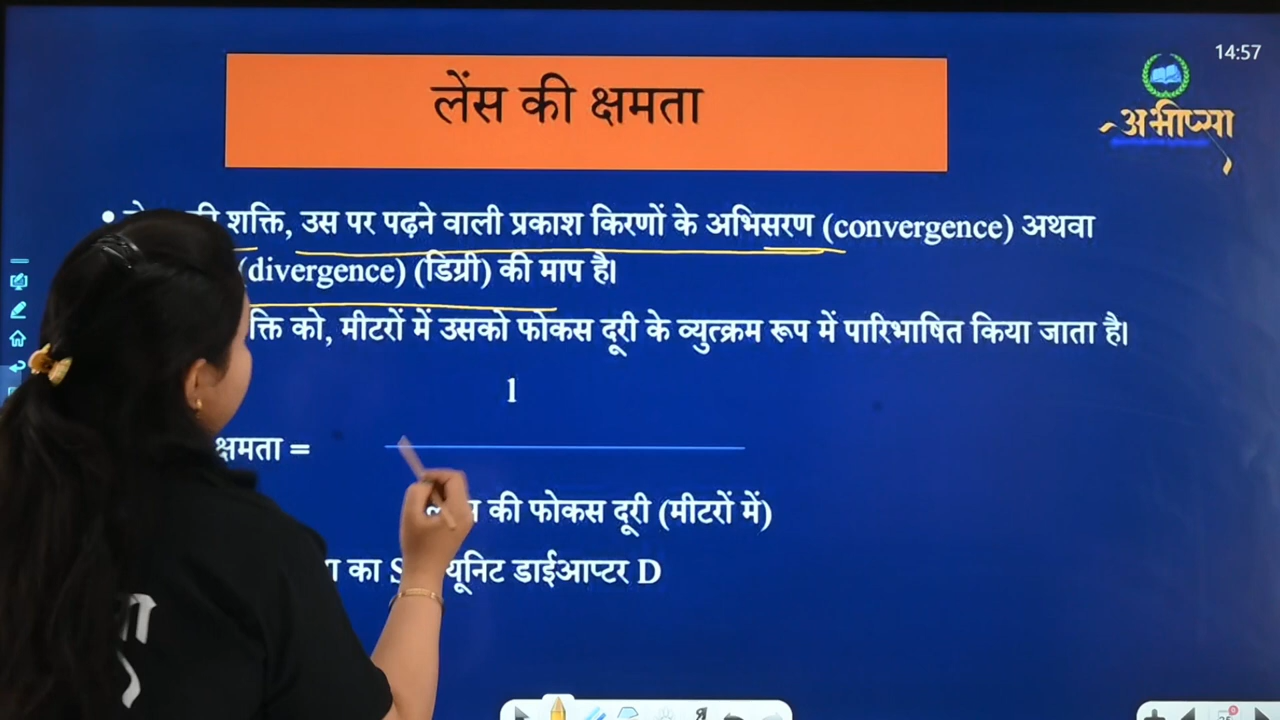 14:57
अभीप्सा
लेंस की क्षमता
• की शक्ति, उस पर पढ़ने वाली प्रकाश किरणों के अभिसरण (convergence) अथवा
(divergence) (डिग्री) की माप है।
को, मीटरों में उसको फोकस दूरी के व्युत्क्रम रूप में पारिभाषित किया जाता है।
1
क्षमता =
की फोकस दूरी (मीटरों में)
का यूनिट डाईआप्टर D